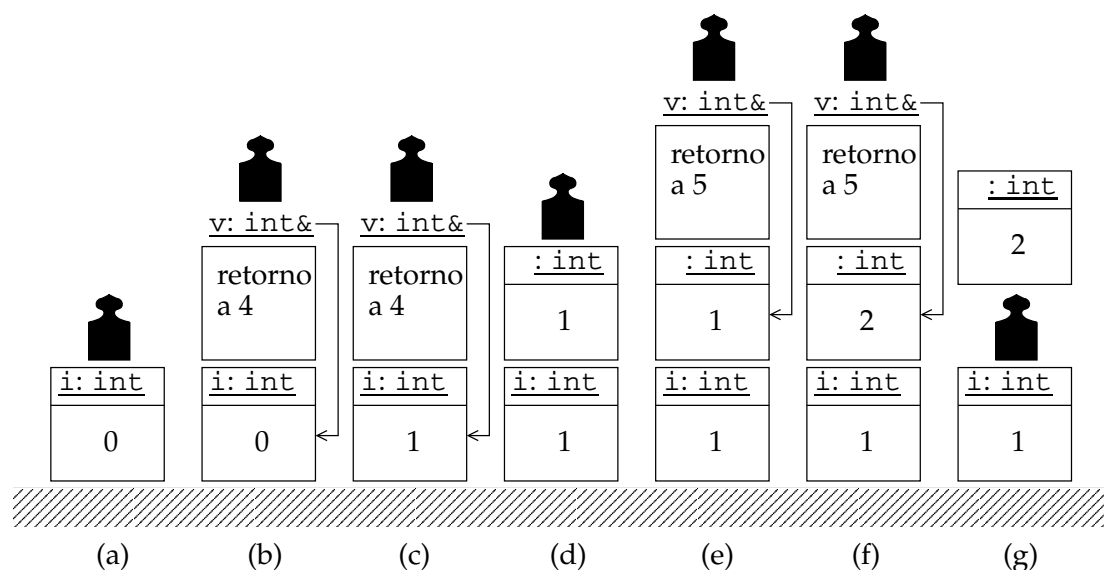 i: int
0
(a)
v: int&
retorno
a 4
i: int
0
(b)
v: int&
retorno
a 4
i: int
1
(c)
: int
1
i: int
1
(d)
v: int&
retorno
a 5
: int
1
i: int
1
(e)
v: int&
retorno
a 5
: int
2
i: int
1
(f)
: int
2
i: int
1
(g)